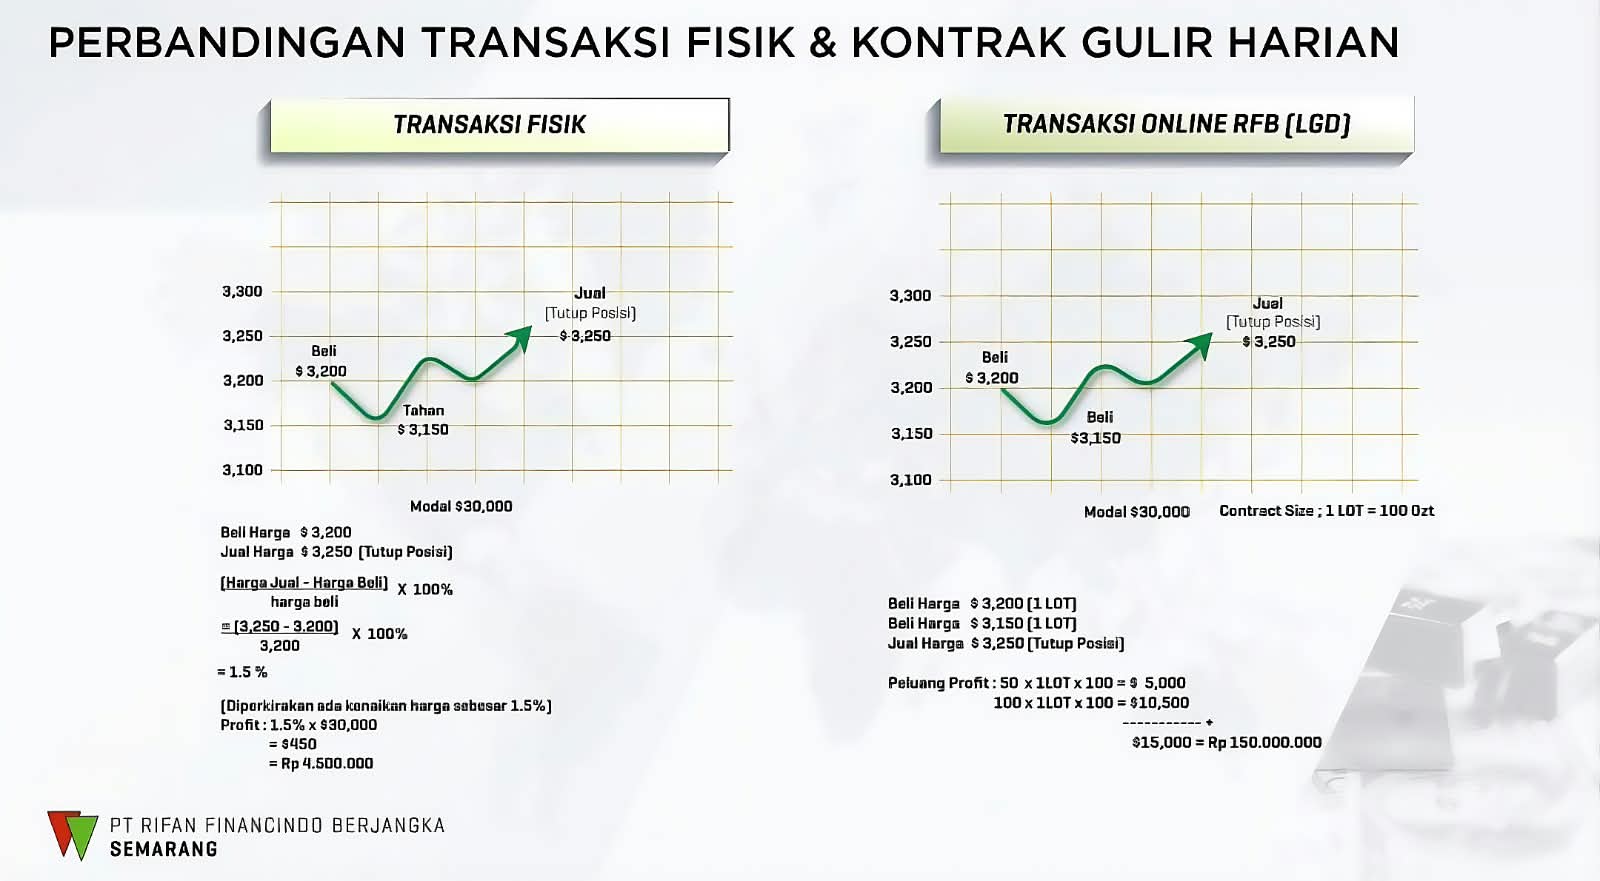 PERBANDINGAN TRANSAKSI FISIK & KONTRAK GULIR HARIAN
TRANSAKSI FISIK
3,300
3,250
3,200
3,150
3,100
Beli
$ 3,200
Tahan
$ 3,150
Jual
(Tutup Posisi)
$ 3,250
Modal $30,000
Beli Harga $ 3,200
Jual Harga $ 3,250 (Tutup Posisi)
(Harga Jual - Harga Beli) X 100%
harga beli
= (3,250 - 3.200) X 100%
3,200
= 1.5 %
(Diperkirakan ada kenaikan harga sebesar 1.5%)
Profit : 1.5% x $30,000
= $450
= Rp 4.500.000
TRANSAKSI ONLINE RFB (LGD)
3,300
3,250
3,200
3,150
3,100
Beli
$ 3,200
Beli
$3,150
Jual
(Tutup Posisi)
$ 3,250
Modal $30,000 Contract Size ; 1 LOT = 100 Ozt
Beli Harga $ 3,200 (1 LOT)
Beli Harga $ 3,150 (1 LOT)
Jual Harga $ 3,250 (Tutup Posisi)
Peluang Profit : 50 x 1LOT x 100 = $ 5,000
100 x 1LOT x 100 = $10,500
----------- +
$15,000 = Rp 150.000.000
PT RIFAN FINANCINDO BERJANGKA
SEMARANG